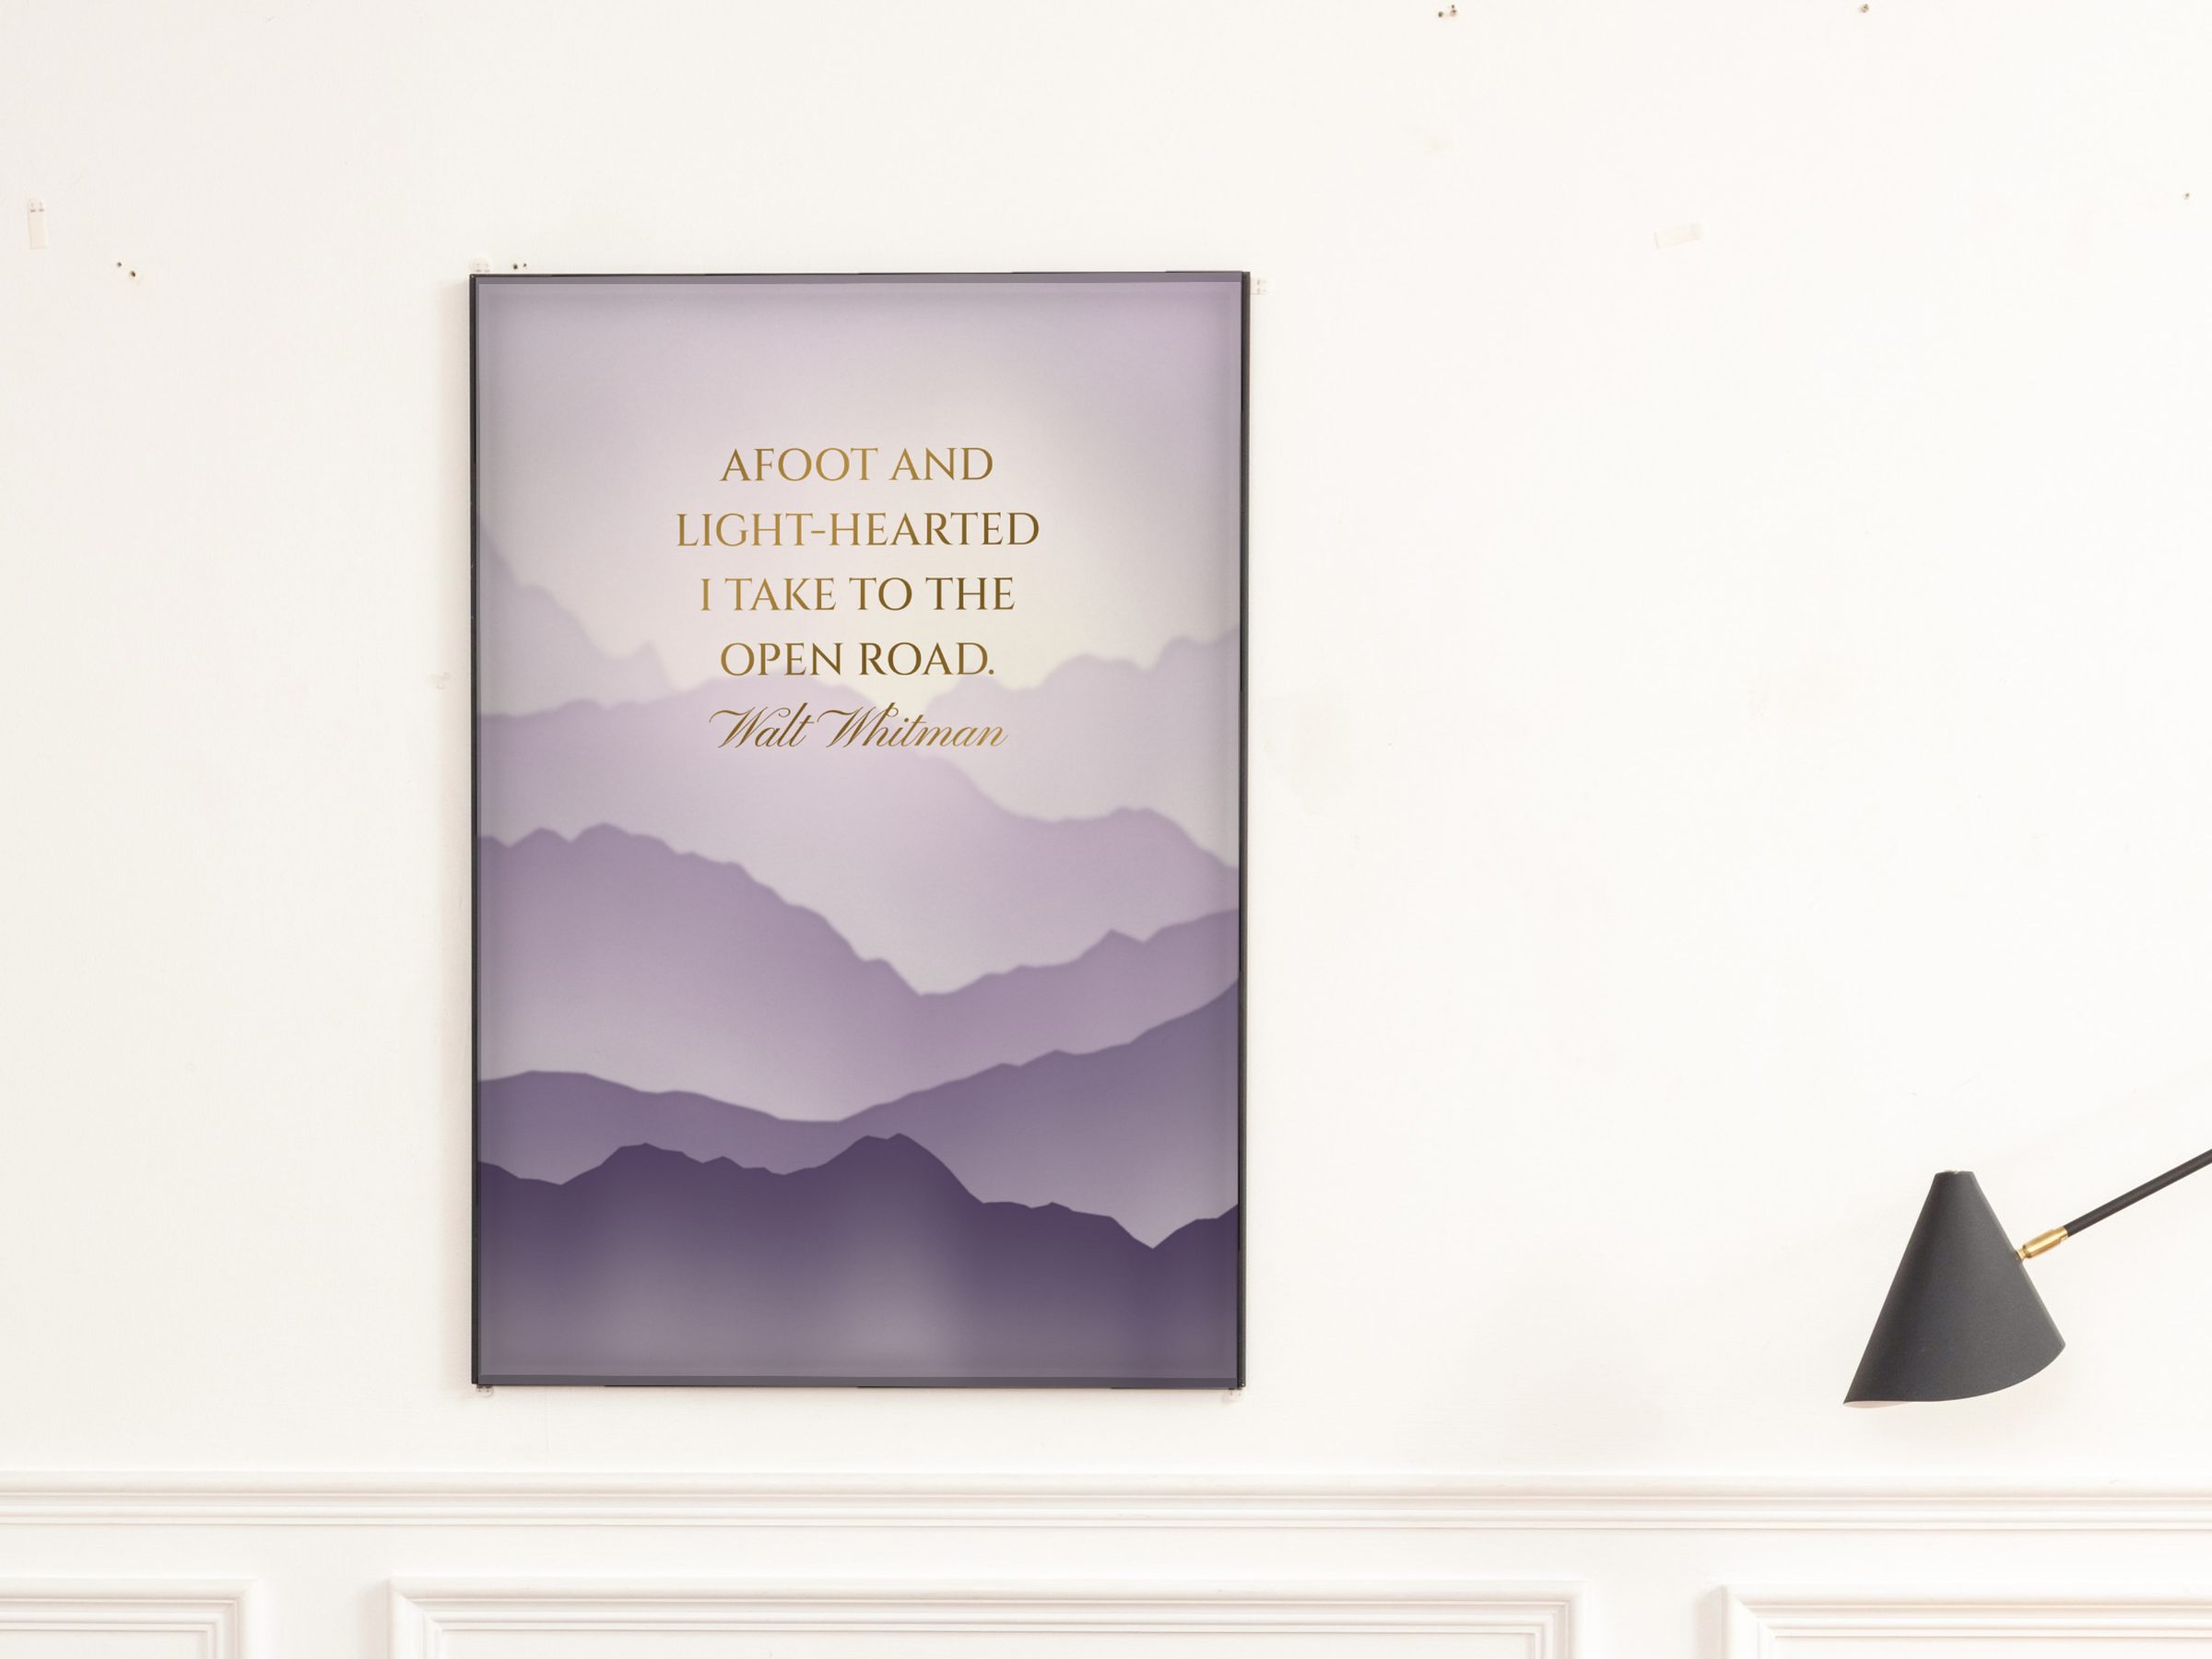 AFOOT AND
LIGHT-HEARTED
I TAKE TO THE
OPEN ROAD.
Walt Whitman